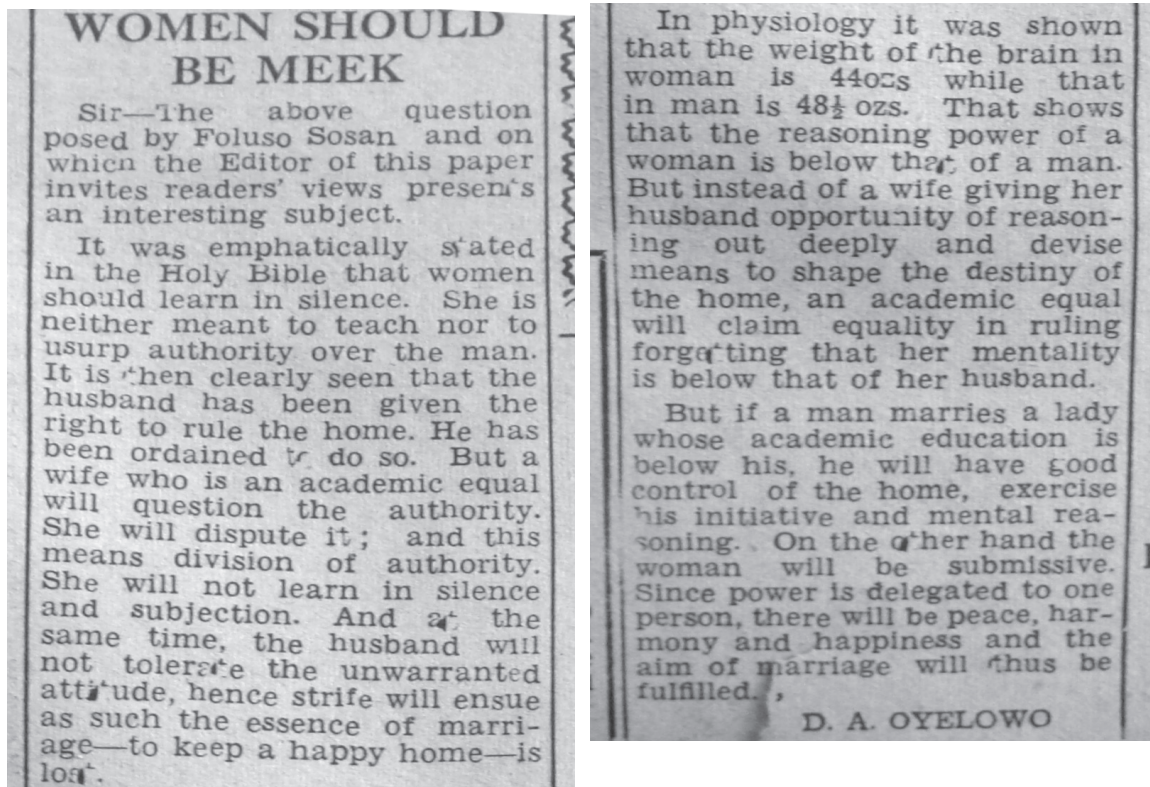 WOMEN SHOULD
BE MEEK
Sir—The above question
posed by Foluso Sosan and on
which the Editor of this paper
invites readers' views presents
an interesting subject.
It was emphatically stated
in the Holy Bible that women
should learn in silence. She is
neither meant to teach nor to
usurp authority over the man.
It is then clearly seen that the
husband has been given the
right to rule the home. He has
been ordained to do so. But a
wife who is an academic equal
will question the authority.
She will dispute it; and this
means division of authority.
She will not learn in silence
and subjection. And at the
same time, the husband will
not tolerate the unwarranted
attitude, hence strife will ensue
as such the essence of marri-
age—to keep a happy home—is
lost.
In physiology it was shown
that the weight of the brain in
woman is 44ozs while that
in man is 48½ ozs. That shows
that the reasoning power of a
woman is below that of a man.
But instead of a wife giving her
husband opportunity of reason-
ing out deeply and devise
means to shape the destiny of
the home, an academic equal
will claim equality in ruling
forgetting that her mentality
is below that of her husband.
But if a man marries a lady
whose academic education is
below his, he will have good
control of the home, exercise
his initiative and mental rea-
soning. On the other hand the
woman will be submissive.
Since power is delegated to one
person, there will be peace, har-
mony and happiness and the
aim of marriage will thus be
fulfilled.,
D. A. OYELOWO